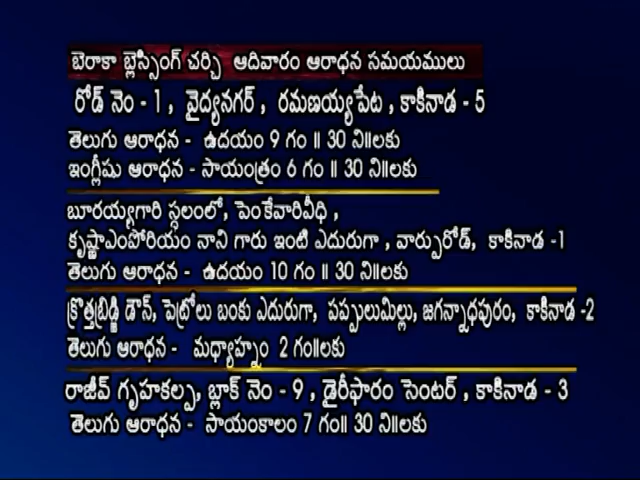 బెరాకా బ్లెస్సింగ్ చర్చి ఆదివారం ఆరాధన సమయములు
రోడ్ నెం - 1 , వైద్యనగర్ , రమణయ్యపేట , కాకినాడ - 5
తెలుగు ఆరాధన - ఉదయం 9 గం ॥ 30 ని॥లకు
ఇంగ్లీషు ఆరాధన - సాయంత్రం 6 గం ॥ 30 ని॥లకు
బూరయ్యగారి స్థలంలో, పెంకేవారివీధి ,
కృష్ణాఎంపోరియం నాని గారు ఇంటి ఎదురుగా , వార్పురోడ్, కాకినాడ -1
తెలుగు ఆరాధన - ఉదయం 10 గం ॥ 30 ని॥లకు
క్రొత్తబ్రిడ్జి డౌన్, పెట్రోలు బంకు ఎదురుగా, పప్పులుమిల్లు, జగన్నాధపురం, కాకినాడ -2
తెలుగు ఆరాధన - మధ్యాహ్నం 2 గం॥లకు
రాజీవ్ గృహకల్ప, బ్లాక్ నెం - 9 , డైరీఫారం సెంటర్ , కాకినాడ - 3
తెలుగు ఆరాధన - సాయంకాలం 7 గం॥ 30 ని॥లకు